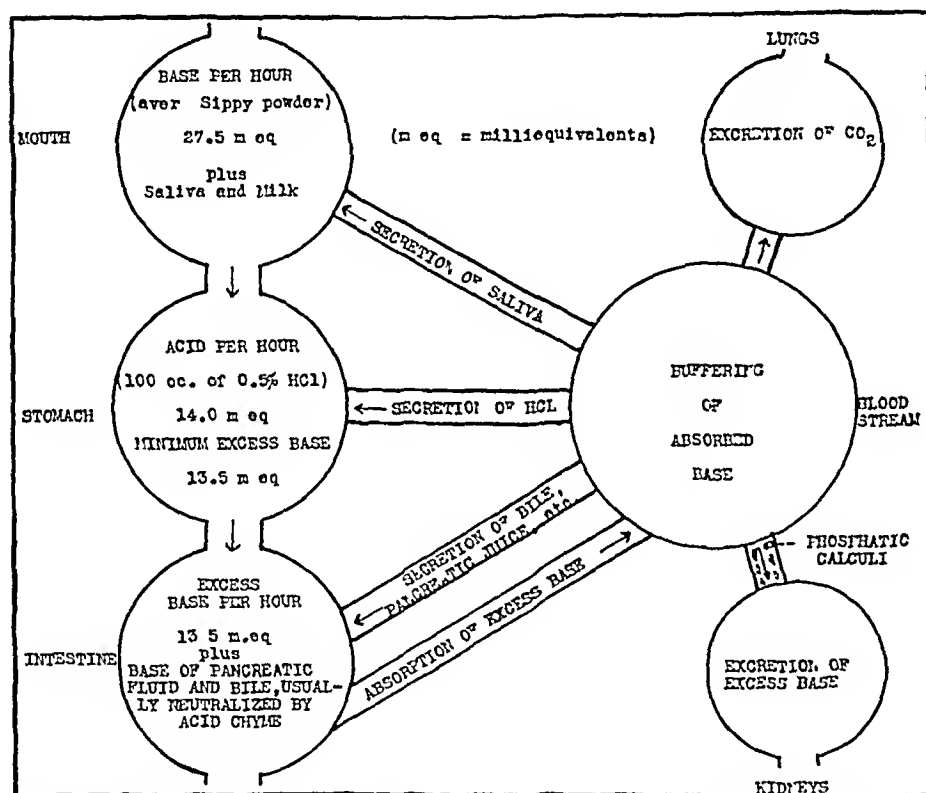 LUNGS
BASE PER HOUR
(aver Sippy powder)
27.5 m eq
plus
Saliva and Milk
MOUTH
(m eq = milliequivalents)
EXCRETION OF CO2
SECRETION OF SALIVA
ACID PER HOUR
(100 cc. of 0.5% HCl)
14.0 m eq
MINIMUM EXCESS BASE
13.5 m eq
STOMACH
SECRETION OF HCL
BUFFERING
OF
ABSORBED
BASE
BLOOD
STREAM
SECRETION OF BILE,
PALCREATIC JUICE, etc.
ABSORPTION OF EXCESS BASE
PHOSPHATIC
CALCULI
EXCESS
BASE PER HOUR
13 5 m.eq
plus
BASE OF PANCREATIC
FLUID AND BILE, USUAL-
LY NEUTRALIZED BY
ACID CHYME
INTESTINE
EXCRETION OF
EXCESS BASE
KIDNEYS